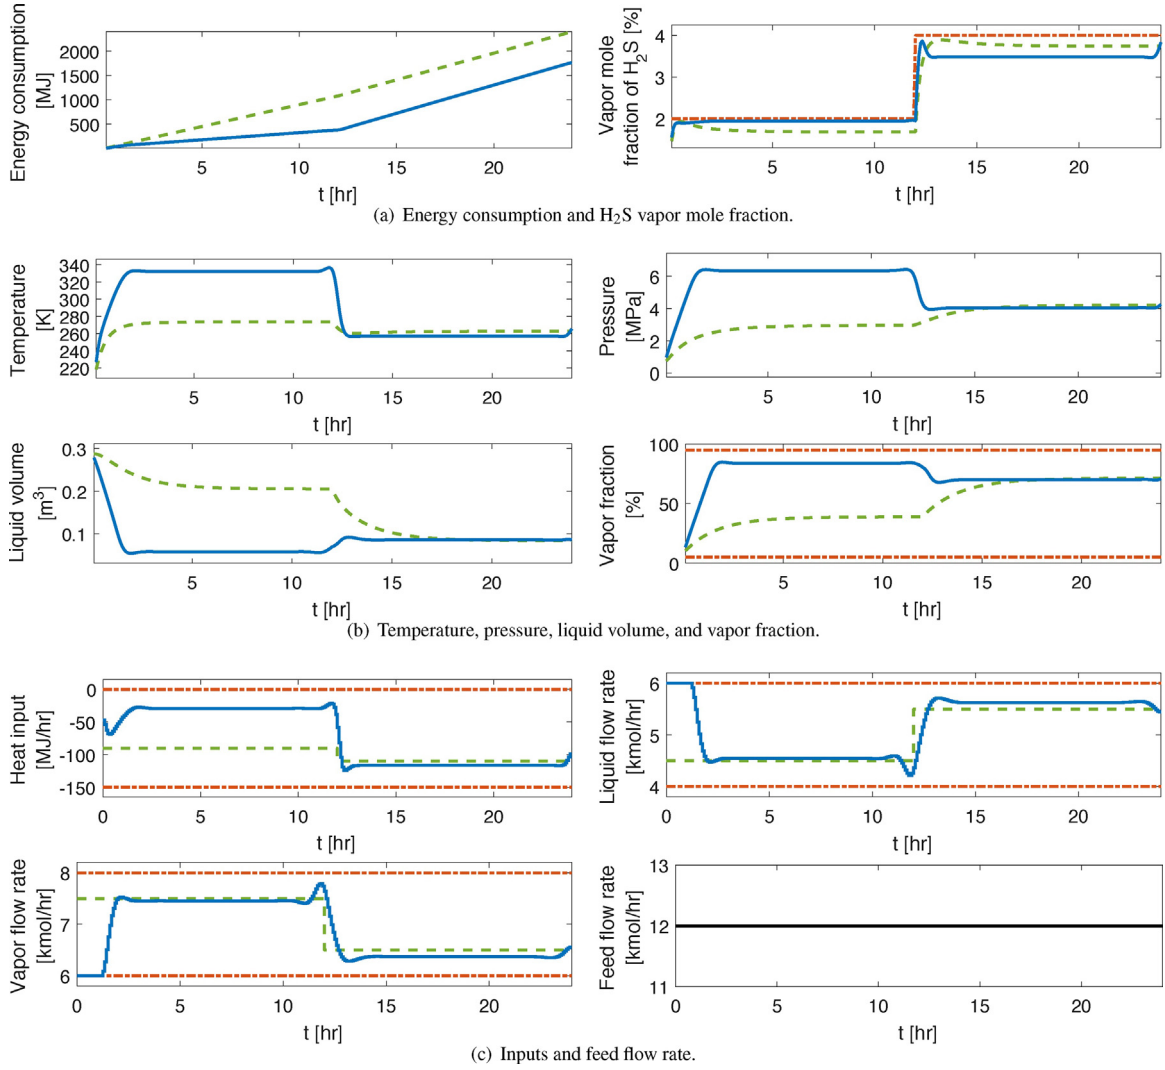 Energy consumption
[MJ]
2000
1500
1000
500
5
10
15
20
t [hr]
Vapor mole
fraction of H2S [%]
4
3
2
5
10
15
20
t [hr]
(a) Energy consumption and H2S vapor mole fraction.
Temperature
[K]
340
320
300
280
260
240
220
5
10
15
20
t [hr]
Pressure
[MPa]
6
4
2
0
5
10
15
20
t [hr]
Liquid volume
[m3]
0.3
0.2
0.1
5
10
15
20
t [hr]
Vapor fraction
[%]
100
50
0
5
10
15
20
t [hr]
(b) Temperature, pressure, liquid volume, and vapor fraction.
Heat input
[MJ/hr]
0
-50
-100
-150
0
5
10
15
20
t [hr]
Liquid flow rate
[kmol/hr]
6
5
4
0
5
10
15
20
t [hr]
Vapor flow rate
[kmol/hr]
8
7
6
0
5
10
15
20
t [hr]
Feed flow rate
[kmol/hr]
13
12
11
0
5
10
15
20
t [hr]
(c) Inputs and feed flow rate.